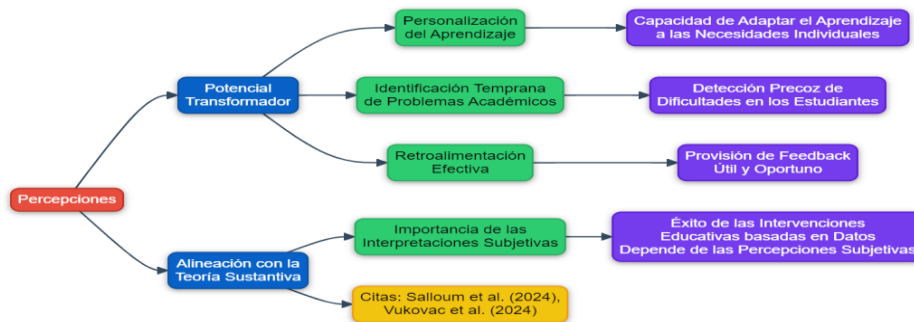 Percepciones
Potencial
Transformador
Personalización
del Aprendizaje
Capacidad de Adaptar el Aprendizaje
a las Necesidades Individuales
Identificación Temprana
de Problemas Académicos
Detección Precoz de
Dificultades en los Estudiantes
Retroalimentación
Efectiva
Provisión de Feedback
Útil y Oportuno
Alineación con la
Teoría Sustantiva
Importancia de las
Interpretaciones Subjetivas
Éxito de las Intervenciones
Educativas basadas en Datos
Depende de las Percepciones Subjetivas
Citas: Salloum et al. (2024),
Vukovac et al. (2024)